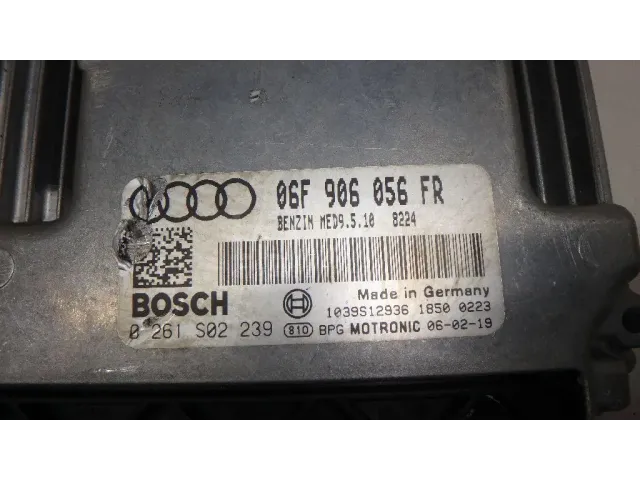 06F 906 056 FR
BENZIN MED9.5.10 8224
BOSCH
Made in Germany
1039S12936 1850 0223
0 261 S02 239 810 BPG MOTRONIC 06-02-19